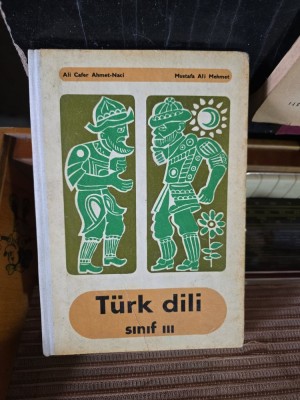 Ali Cafer Ahmet-Naci Mustafa Ali Mehmet
Türk dili
sınıf III